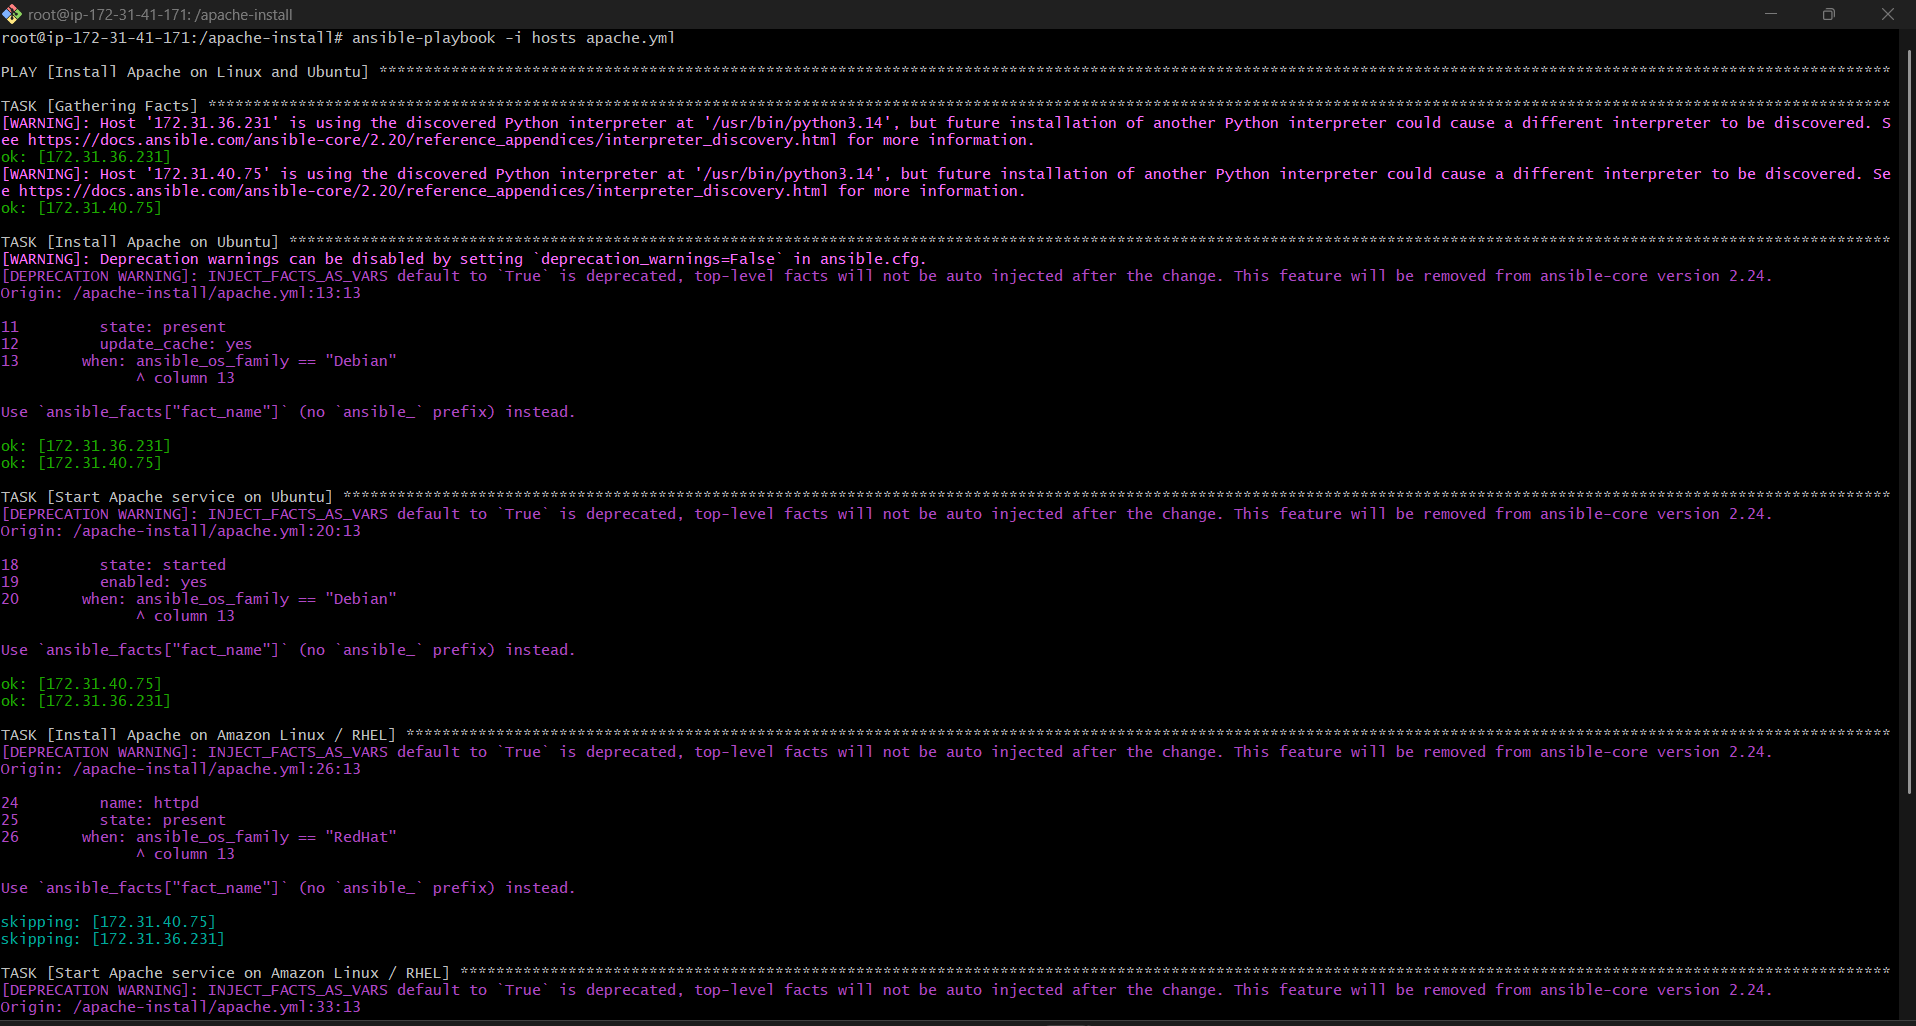 root@ip-172-31-41-171: /apache-install
root@ip-172-31-41-171:/apache-install# ansible-playbook -i hosts apache.yml
PLAY [Install Apache on Linux and Ubuntu] ************************************************************************************************************************************************************************
TASK [Gathering Facts] *******************************************************************************************************************************************************************************************
[WARNING]: Host '172.31.36.231' is using the discovered Python interpreter at '/usr/bin/python3.14', but future installation of another Python interpreter could cause a different interpreter to be discovered. S
ee https://docs.ansible.com/ansible-core/2.20/reference_appendices/interpreter_discovery.html for more information.
ok: [172.31.36.231]
[WARNING]: Host '172.31.40.75' is using the discovered Python interpreter at '/usr/bin/python3.14', but future installation of another Python interpreter could cause a different interpreter to be discovered. Se
e https://docs.ansible.com/ansible-core/2.20/reference_appendices/interpreter_discovery.html for more information.
ok: [172.31.40.75]
TASK [Install Apache on Ubuntu] **********************************************************************************************************************************************************************************
[WARNING]: Deprecation warnings can be disabled by setting `deprecation_warnings=False` in ansible.cfg.
[DEPRECATION WARNING]: INJECT_FACTS_AS_VARS default to `True` is deprecated, top-level facts will not be auto injected after the change. This feature will be removed from ansible-core version 2.24.
Origin: /apache-install/apache.yml:13:13
11         state: present
12         update_cache: yes
13       when: ansible_os_family == "Debian"
^ column 13
Use `ansible_facts["fact_name"]` (no `ansible_` prefix) instead.
ok: [172.31.36.231]
ok: [172.31.40.75]
TASK [Start Apache service on Ubuntu] ****************************************************************************************************************************************************************************
[DEPRECATION WARNING]: INJECT_FACTS_AS_VARS default to `True` is deprecated, top-level facts will not be auto injected after the change. This feature will be removed from ansible-core version 2.24.
Origin: /apache-install/apache.yml:20:13
18         state: started
19         enabled: yes
20       when: ansible_os_family == "Debian"
^ column 13
Use `ansible_facts["fact_name"]` (no `ansible_` prefix) instead.
ok: [172.31.40.75]
ok: [172.31.36.231]
TASK [Install Apache on Amazon Linux / RHEL] *********************************************************************************************************************************************************************
[DEPRECATION WARNING]: INJECT_FACTS_AS_VARS default to `True` is deprecated, top-level facts will not be auto injected after the change. This feature will be removed from ansible-core version 2.24.
Origin: /apache-install/apache.yml:26:13
24         name: httpd
25         state: present
26       when: ansible_os_family == "RedHat"
^ column 13
Use `ansible_facts["fact_name"]` (no `ansible_` prefix) instead.
skipping: [172.31.40.75]
skipping: [172.31.36.231]
TASK [Start Apache service on Amazon Linux / RHEL] ***************************************************************************************************************************************************************
[DEPRECATION WARNING]: INJECT_FACTS_AS_VARS default to `True` is deprecated, top-level facts will not be auto injected after the change. This feature will be removed from ansible-core version 2.24.
Origin: /apache-install/apache.yml:33:13